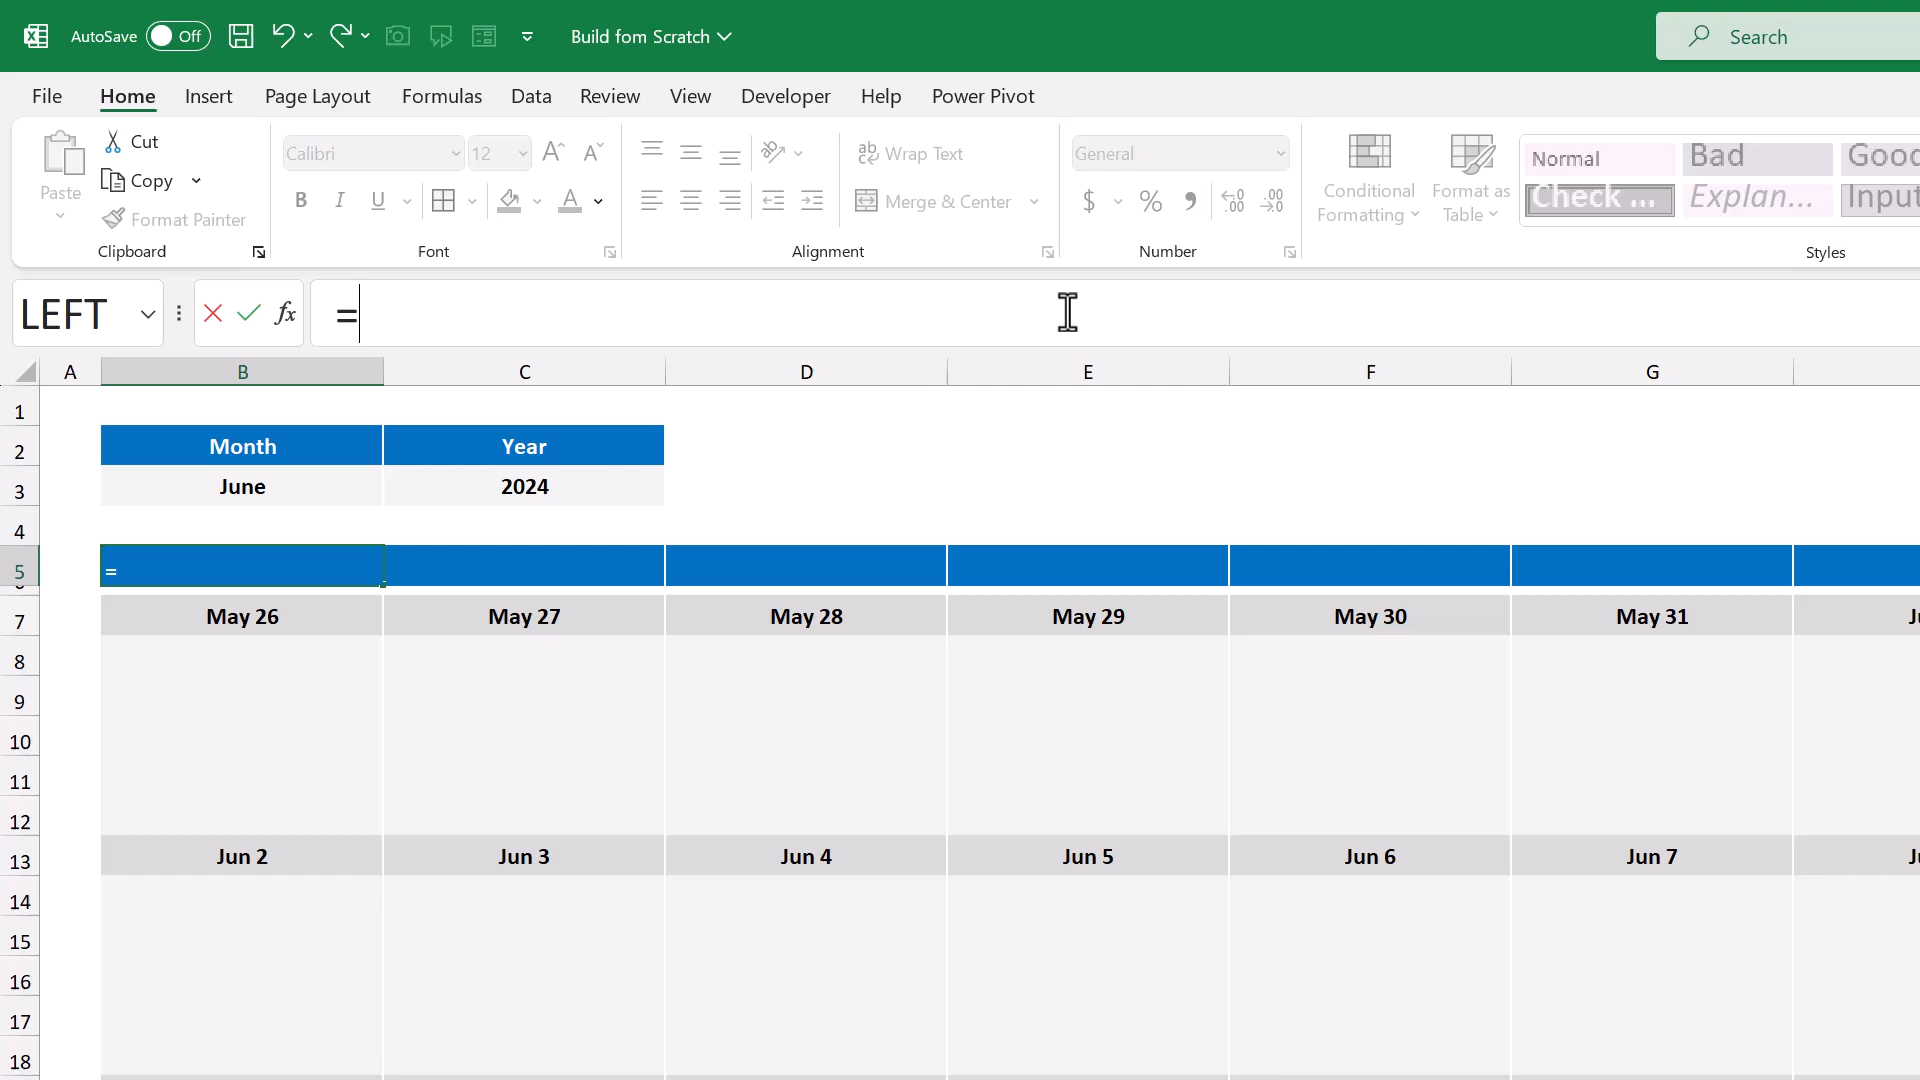 AutoSave Off Build fom Scratch Search
File Home Insert Page Layout Formulas Data Review View Developer Help Power Pivot
Paste Cut Copy Format Painter Clipboard
Calibri 12 B I U Font
ab Wrap Text Merge & Center Alignment
General $ % Number
Conditional Formatting Format as Table
Normal Bad Good
Check ... Explan... Input
Styles
LEFT fx =
A B C D E F G
1
2 Month Year
3 June 2024
4
5 =
7 May 26 May 27 May 28 May 29 May 30 May 31
8
9
10
11
12
13 Jun 2 Jun 3 Jun 4 Jun 5 Jun 6 Jun 7
14
15
16
17
18